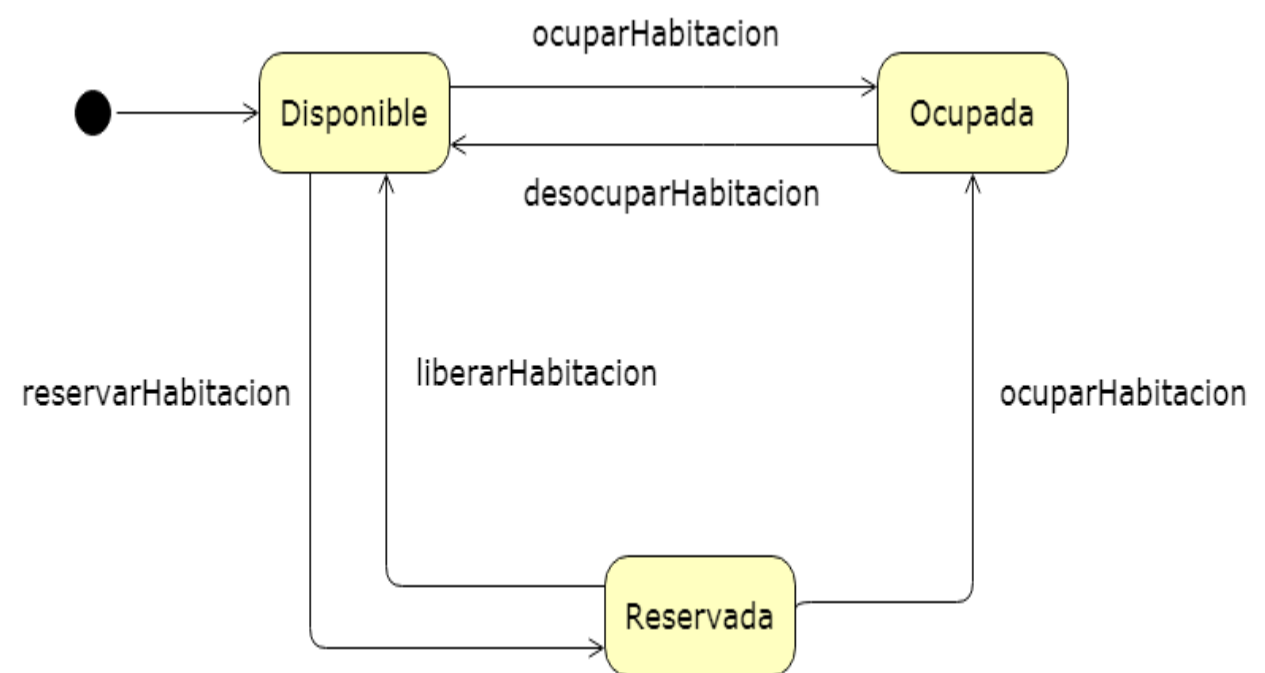 ocuparHabitacion
Disponible
Ocupada
desocuparHabitacion
liberarHabitacion
reservarHabitacion
ocuparHabitacion
Reservada